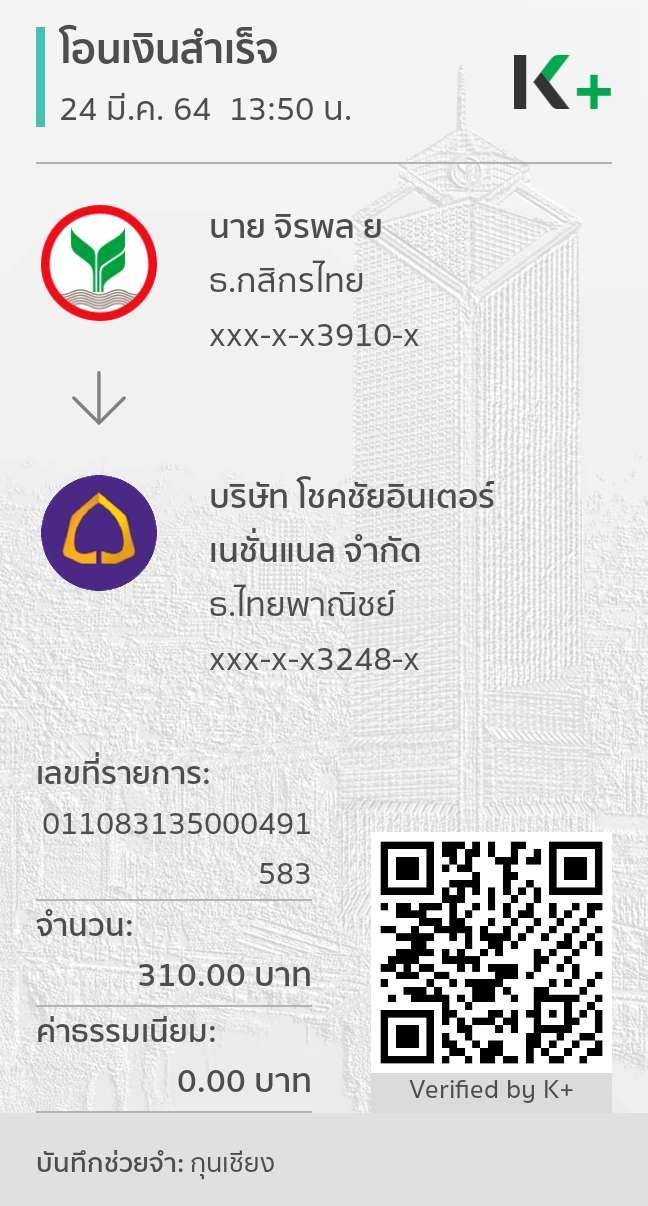 โอนเงินสำเร็จ
24 มี.ค. 64 13:50 น.
K+
นาย จิรพล ย
ธ.กสิกรไทย
xxx-x-x3910-x
บริษัท โชคชัยอินเตอร์
เนชั่นแนล จำกัด
ธ.ไทยพาณิชย์
xxx-x-x3248-x
เลขที่รายการ:
011083135000491
583
จำนวน:
310.00 บาท
ค่าธรรมเนียม:
0.00 บาท
Verified by K+
บันทึกช่วยจำ: กุนเชียง